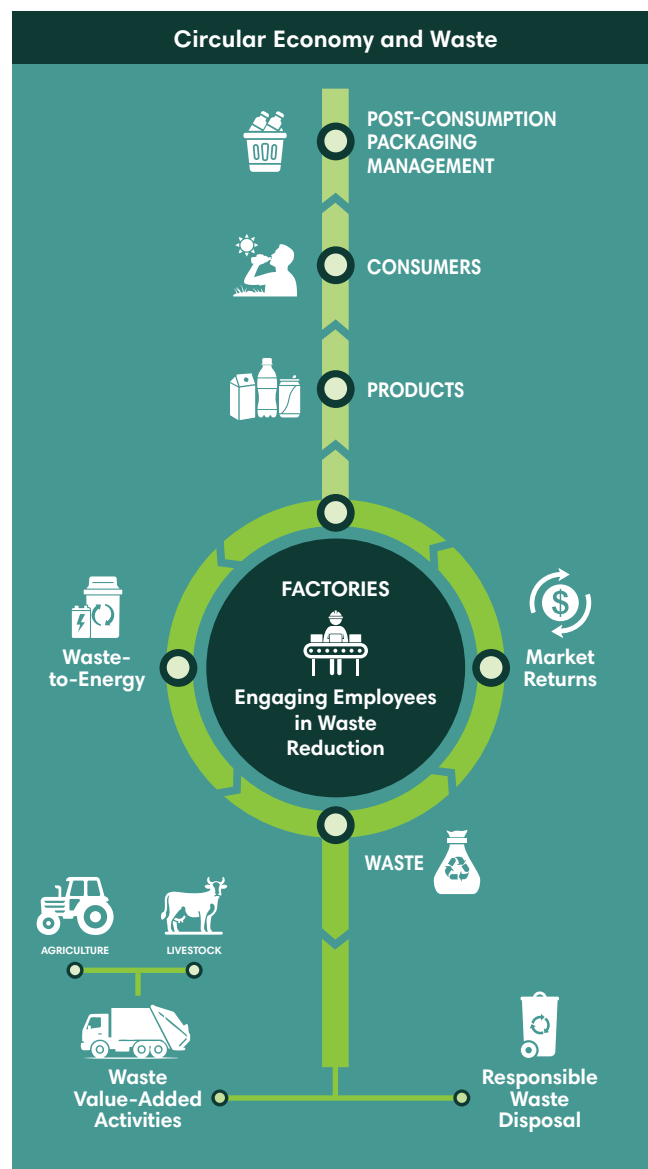 Circular Economy and Waste
POST-CONSUMPTION
PACKAGING
MANAGEMENT
CONSUMERS
PRODUCTS
FACTORIES
Engaging Employees
in Waste
Reduction
Waste-
to-Energy
$
Market
Returns
WASTE
AGRICULTURE
LIVESTOCK
Waste
Value-Added
Activities
Responsible
Waste
Disposal